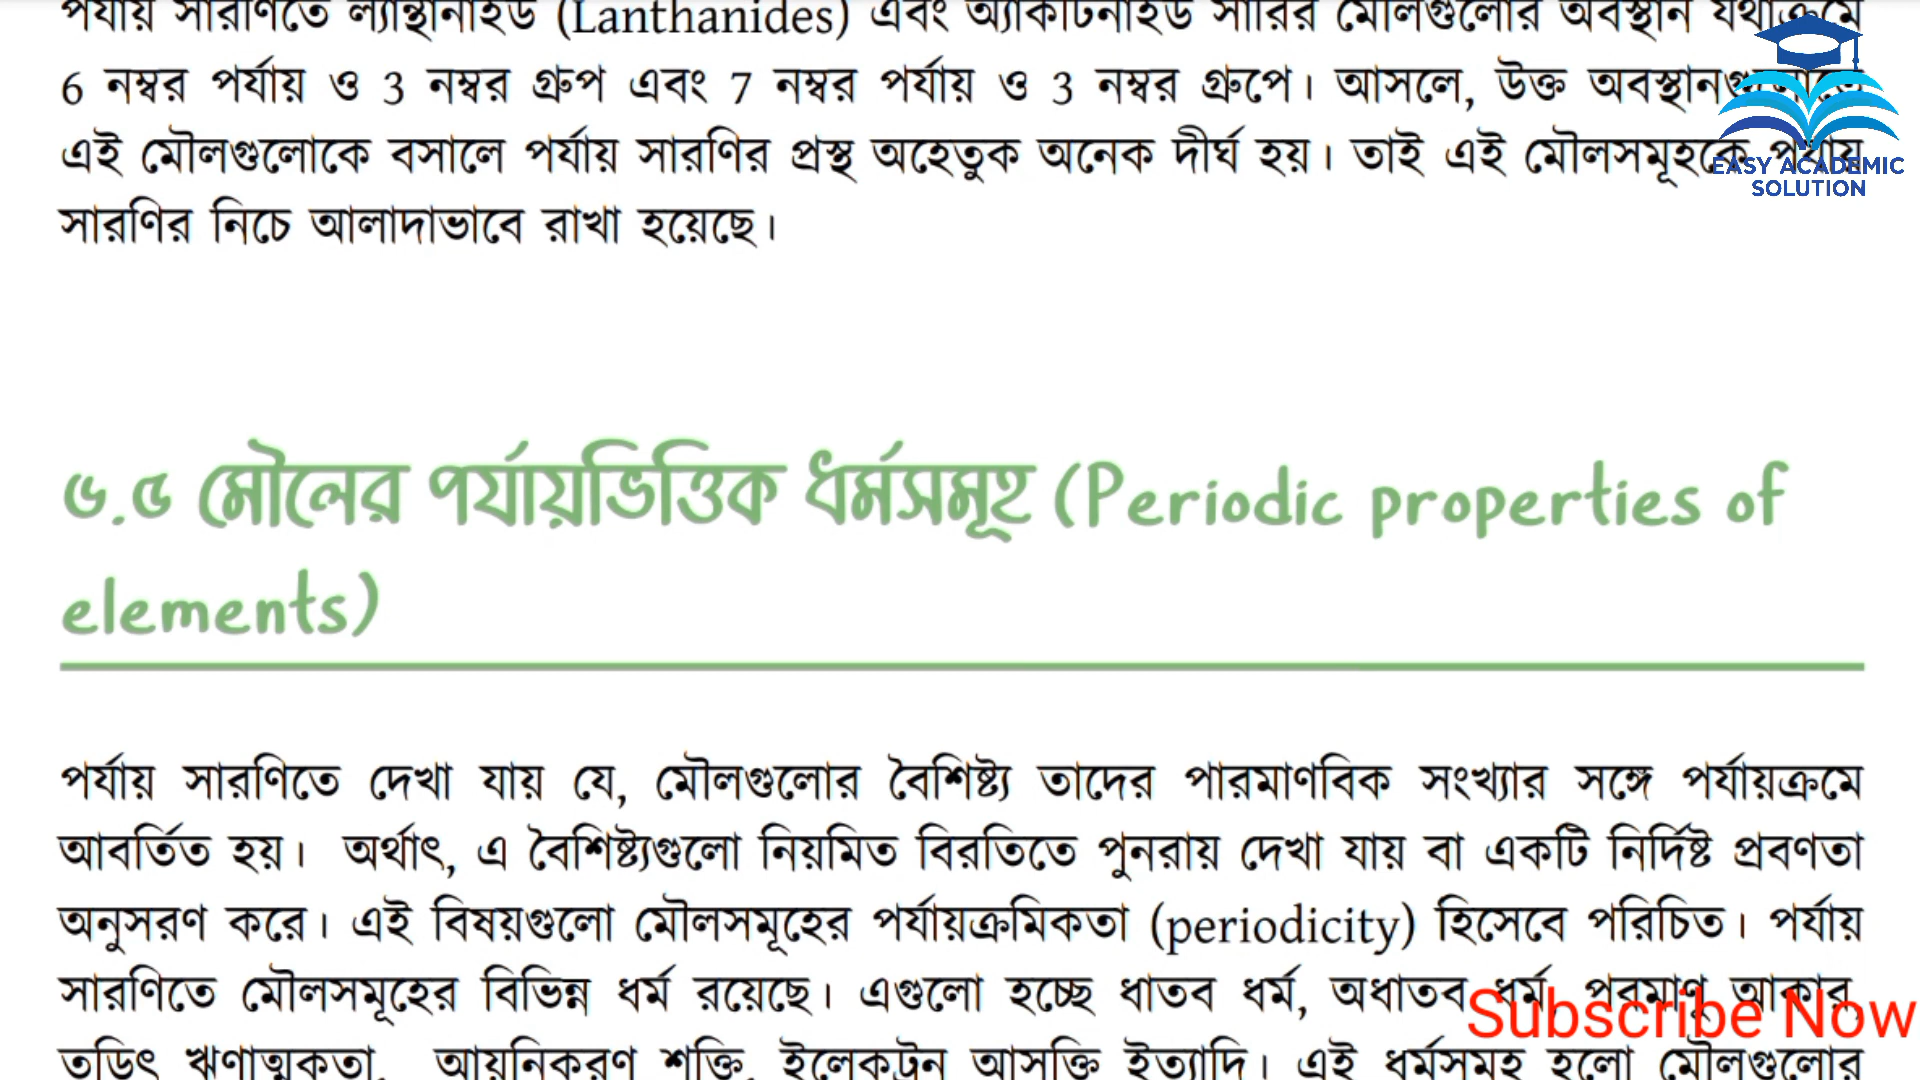 পর্যায় সারণিতে ল্যান্থানাইড (Lanthanides) এবং অ্যাকটিনাইড সারির মৌলগুলোর অবস্থান যথাক্রমে
6 নম্বর পর্যায় ও 3 নম্বর গ্রুপ এবং 7 নম্বর পর্যায় ও 3 নম্বর গ্রুপে। আসলে, উক্ত অবস্থানগুলোতে
এই মৌলগুলোকে বসালে পর্যায় সারণির প্রস্থ অহেতুক অনেক দীর্ঘ হয়। তাই এই মৌলসমূহকে পর্যায়
সারণির নিচে আলাদাভাবে রাখা হয়েছে।
EASY ACADEMIC
SOLUTION
৬.৫ মৌলের পর্যায়ভিত্তিক ধর্মসমূহ (Periodic properties of
elements)
পর্যায় সারণিতে দেখা যায় যে, মৌলগুলোর বৈশিষ্ট্য তাদের পারমাণবিক সংখ্যার সঙ্গে পর্যায়ক্রমে
আবর্তিত হয়। অর্থাৎ, এ বৈশিষ্ট্যগুলো নিয়মিত বিরতিতে পুনরায় দেখা যায় বা একটি নির্দিষ্ট প্রবণতা
অনুসরণ করে। এই বিষয়গুলো মৌলসমূহের পর্যায়ক্রমিকতা (periodicity) হিসেবে পরিচিত। পর্যায়
সারণিতে মৌলসমূহের বিভিন্ন ধর্ম রয়েছে। এগুলো হচ্ছে ধাতব ধর্ম, অধাতব ধর্ম, পরমাণু আকার,
তড়িৎ ঋণাত্মকতা, আয়নিকরণ শক্তি, ইলেকট্রন আসক্তি ইত্যাদি। এই ধর্মসমূহ হলো মৌলগুলোর
Subscribe Now